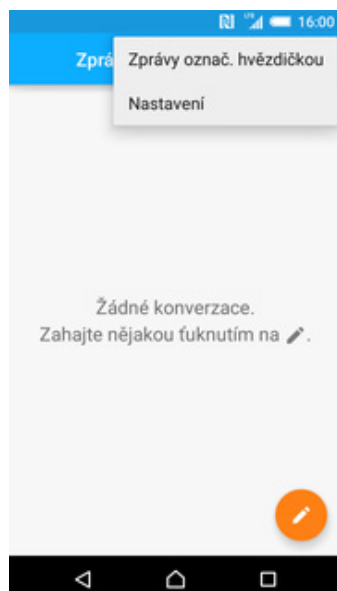 16:00
Zprá
Zprávy označ. hvězdičkou
Nastavení
Žádné konverzace.
Zahajte nějakou ťuknutím na .